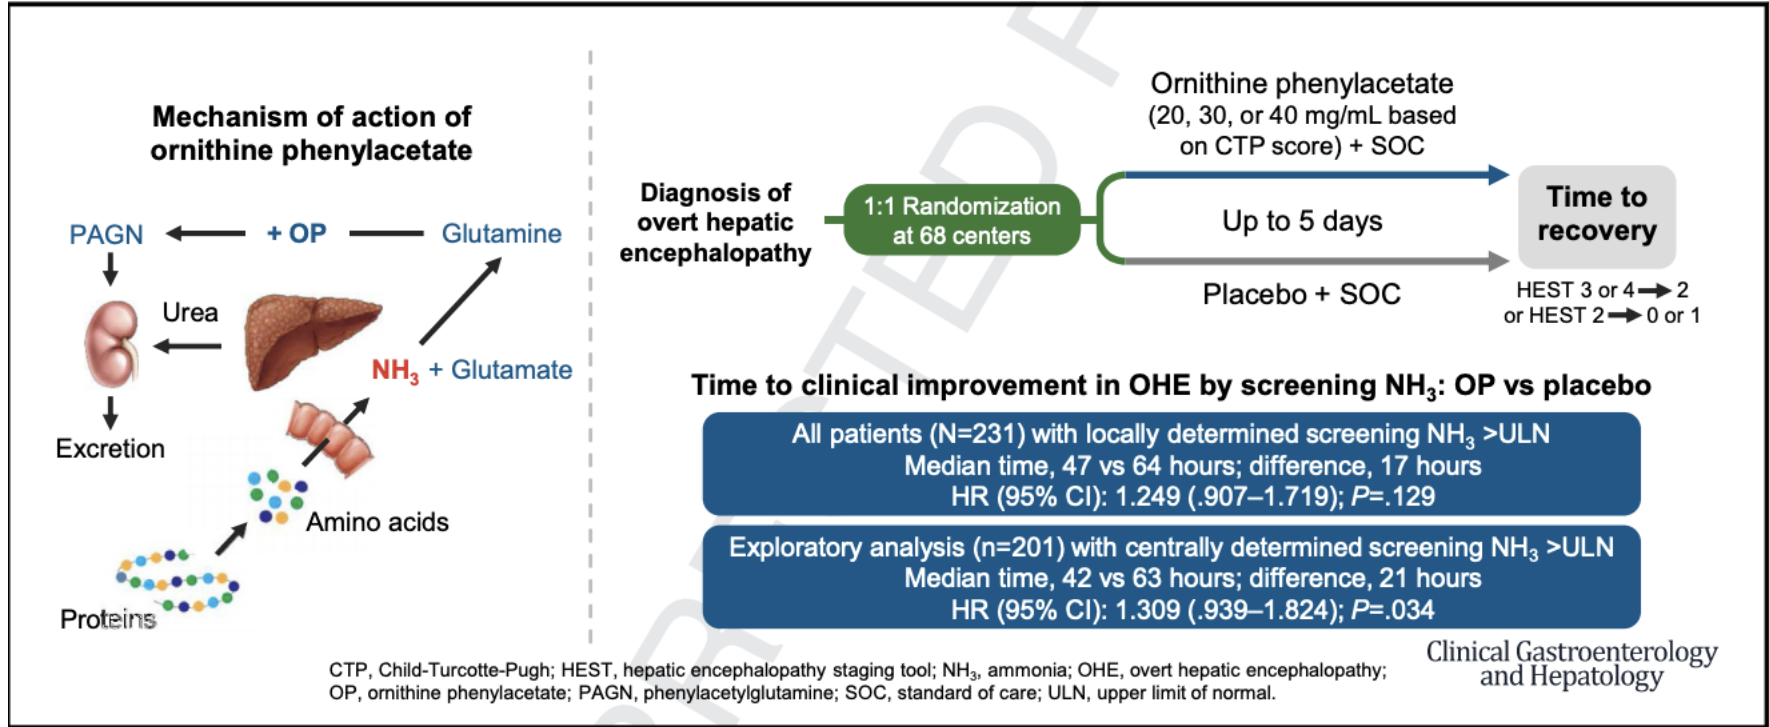 Mechanism of action of
ornithine phenylacetate
PAGN
+ OP
Glutamine
Urea
NH₃ + Glutamate
Excretion
Amino acids
Proteins
Diagnosis of
overt hepatic
encephalopathy
1:1 Randomization
at 68 centers
Ornithine phenylacetate
(20, 30, or 40 mg/mL based
on CTP score) + SOC
Up to 5 days
Placebo + SOC
Time to
recovery
HEST 3 or 4→ 2
or HEST 2→ 0 or 1
Time to clinical improvement in OHE by screening NH₃: OP vs placebo
All patients (N=231) with locally determined screening NH₃ >ULN
Median time, 47 vs 64 hours; difference, 17 hours
HR (95% CI): 1.249 (.907–1.719); P=.129
Exploratory analysis (n=201) with centrally determined screening NH₃ >ULN
Median time, 42 vs 63 hours; difference, 21 hours
HR (95% CI): 1.309 (.939–1.824); P=.034
Clinical Gastroenterology
and Hepatology
CTP, Child-Turcotte-Pugh; HEST, hepatic encephalopathy staging tool; NH₃, ammonia; OHE, overt hepatic encephalopathy;
OP, ornithine phenylacetate; PAGN, phenylacetylglutamine; SOC, standard of care; ULN, upper limit of normal.